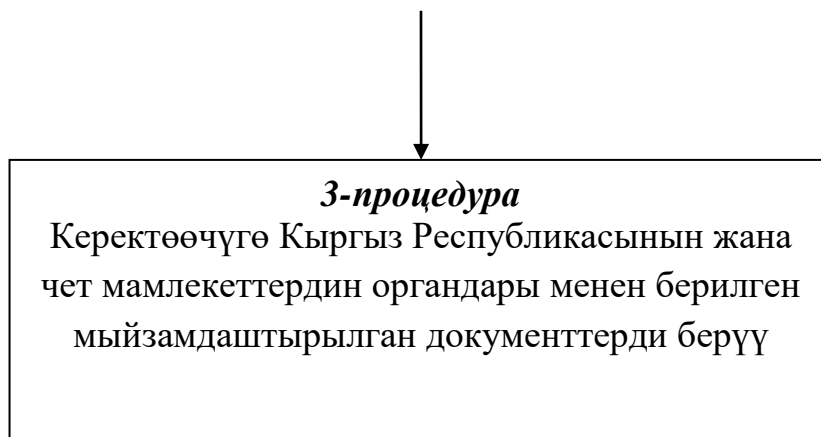 3-процедура
Керектөөчүгө Кыргыз Республикасынын жана
чет мамлекеттердин органдары менен берилген
мыйзамдаштырылган документтерди берүү